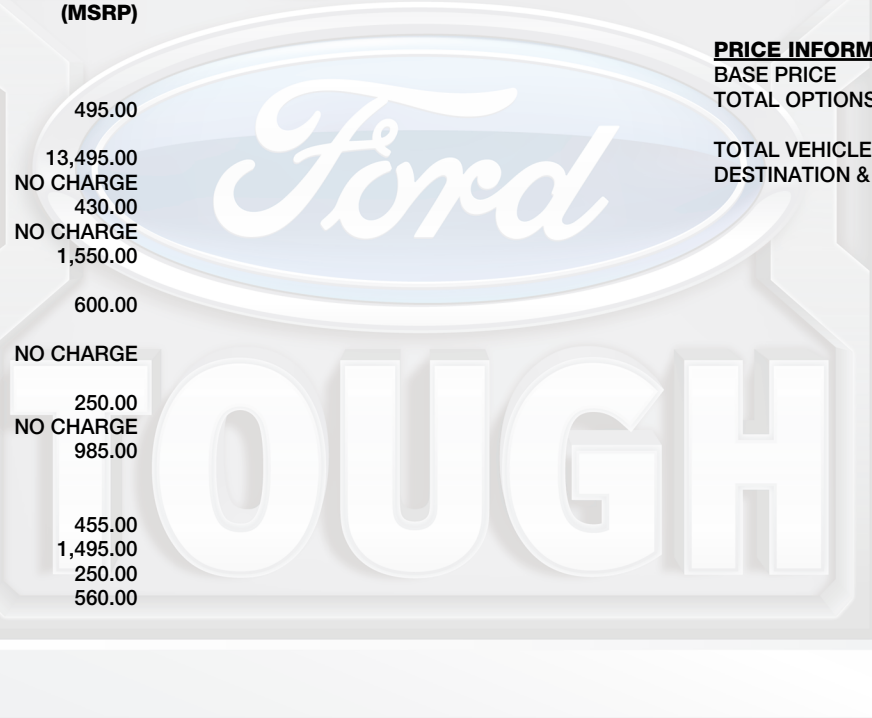 (MSRP)
495.00
13,495.00
NO CHARGE
430.00
NO CHARGE
1,550.00
600.00
NO CHARGE
250.00
NO CHARGE
985.00
455.00
1,495.00
250.00
560.00
PRICE INFORM
BASE PRICE
TOTAL OPTIONS
TOTAL VEHICLE
DESTINATION &
Ford
TOUGH